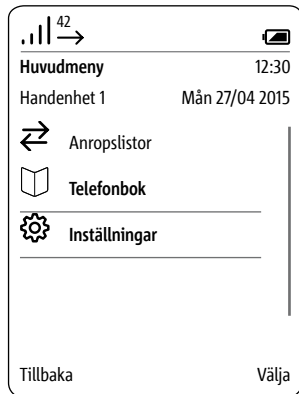 42
Huvudmeny 12:30
Handenhet 1 Mån 27/04 2015
Anropslistor
Telefonbok
Inställningar
Tillbaka Välja